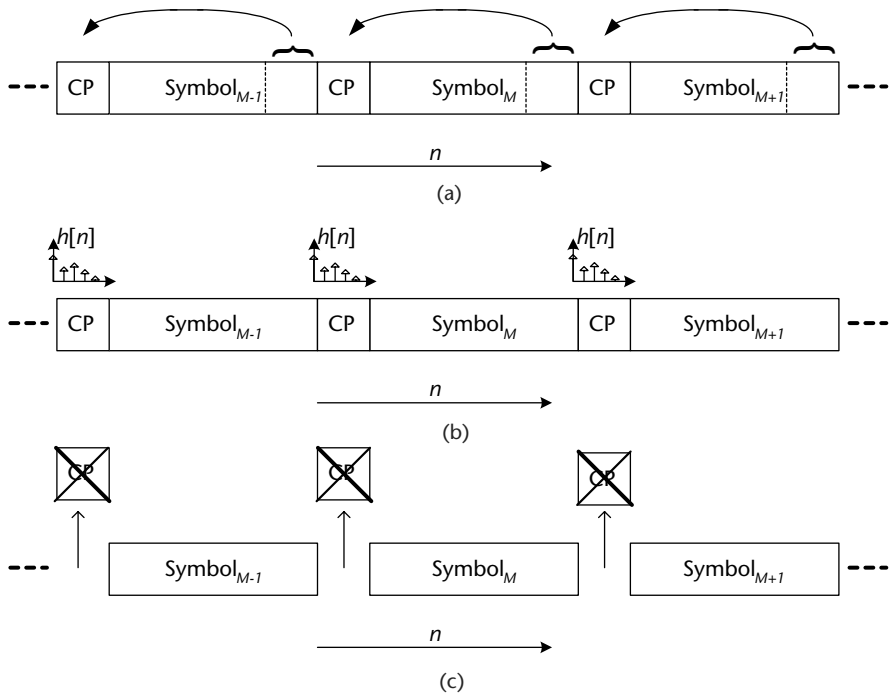 CP Symbol_M-1 CP Symbol_M CP Symbol_M+1
n
(a)
h[n] h[n] h[n]
CP Symbol_M-1 CP Symbol_M CP Symbol_M+1
n
(b)
CP CP CP
Symbol_M-1 Symbol_M Symbol_M+1
n
(c)